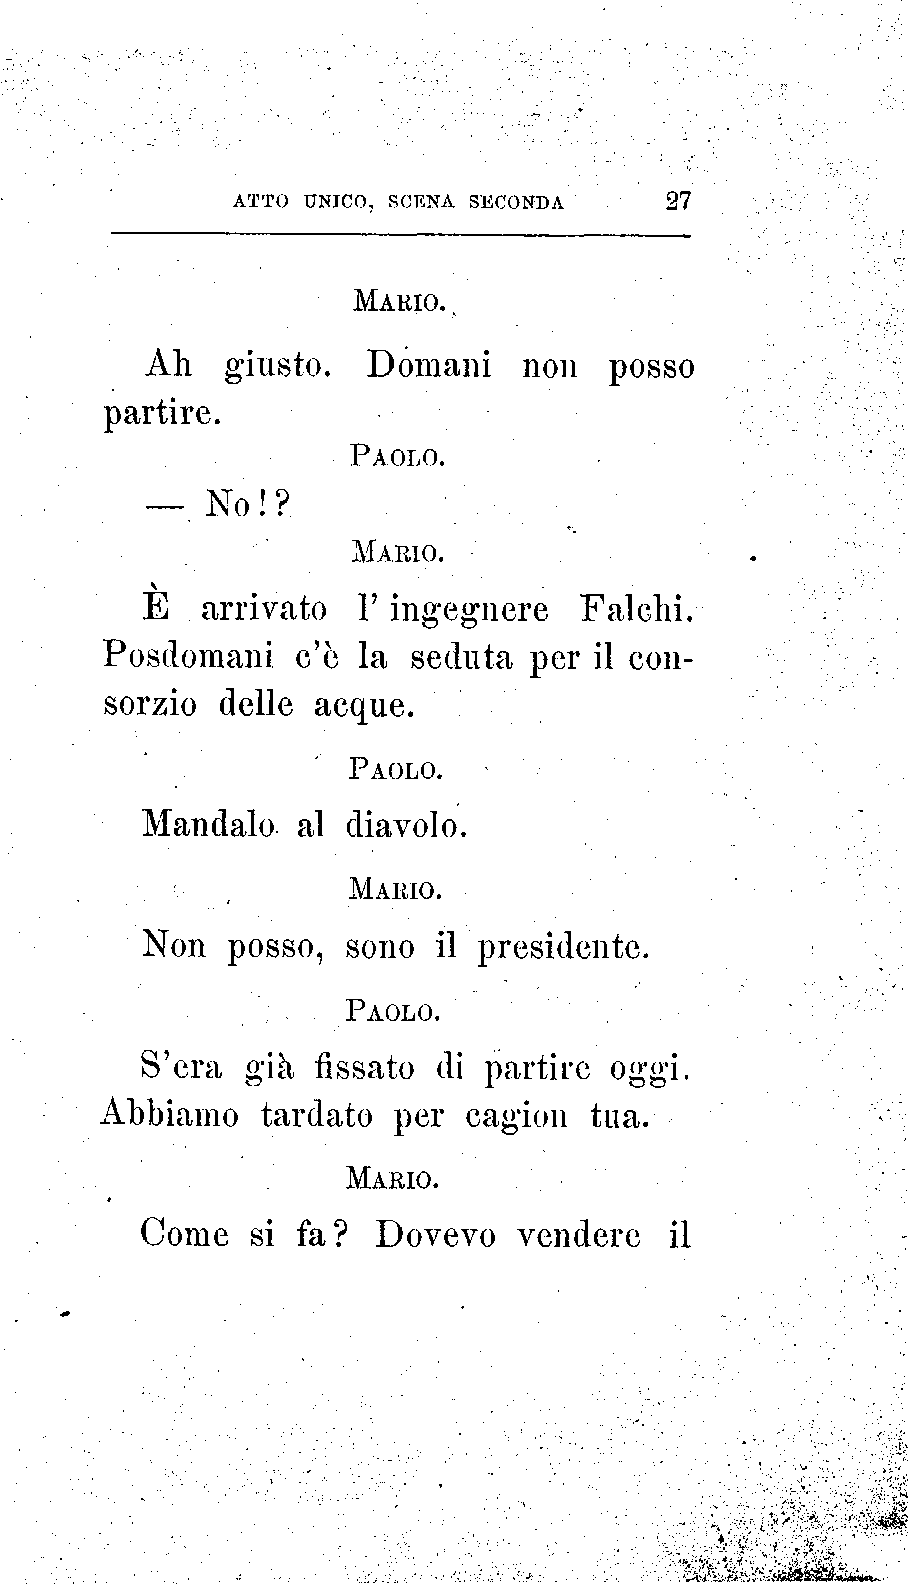 ATTO UNICO, SCENA SECONDA 27
MARIO.
Ah giusto. Domani non posso
partire.
PAOLO.
— No!?
MARIO.
È arrivato l' ingegnere Falchi.
Posdomani c'è la seduta per il con-
sorzio delle acque.
PAOLO.
Mandalo al diavolo.
MARIO.
Non posso, sono il presidente.
PAOLO.
S'era già fissato di partire oggi.
Abbiamo tardato per cagion tua.
MARIO.
Come si fa? Dovevo vendere il